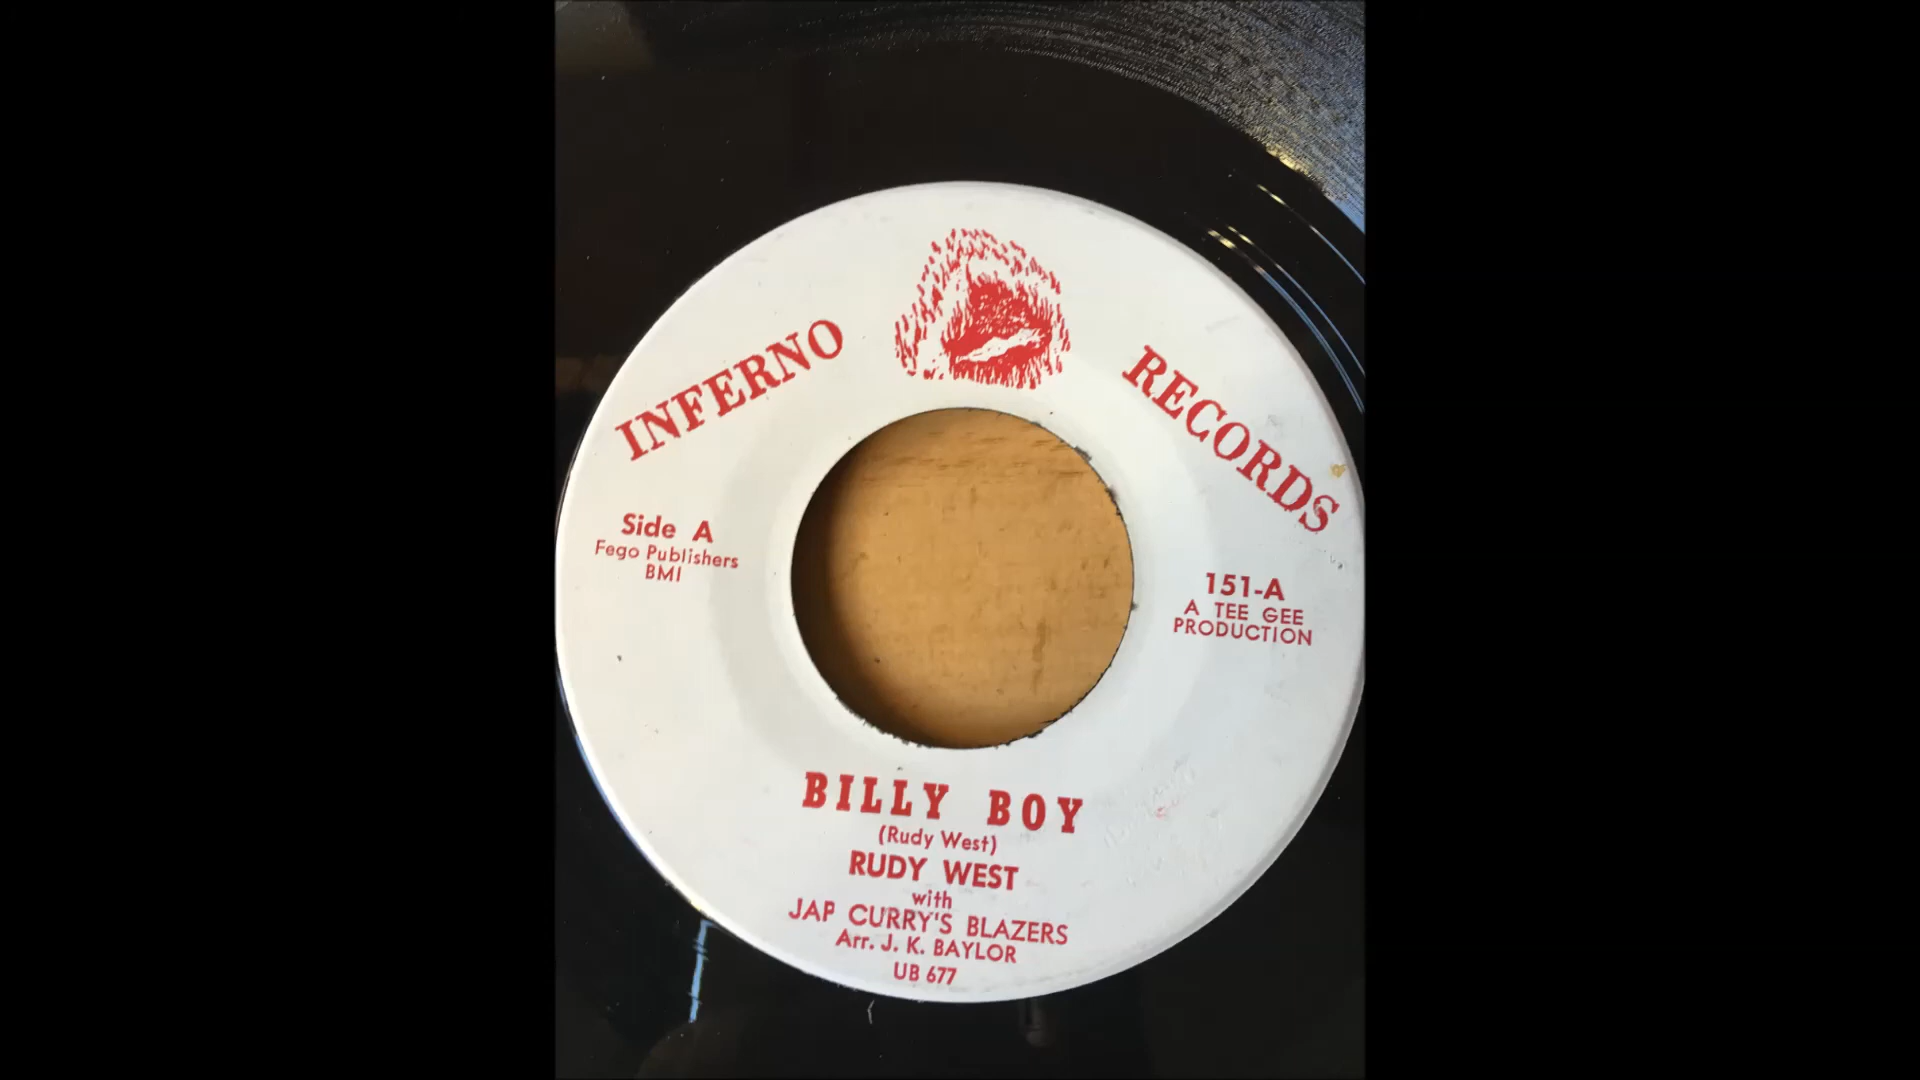 INFERNO RECORDS
Side A
Fego Publishers
BMI
151-A
A TEE GEE
PRODUCTION
BILLY BOY
(Rudy West)
RUDY WEST
with
JAP CURRY'S BLAZERS
Arr. J. K. BAYLOR
UB 677